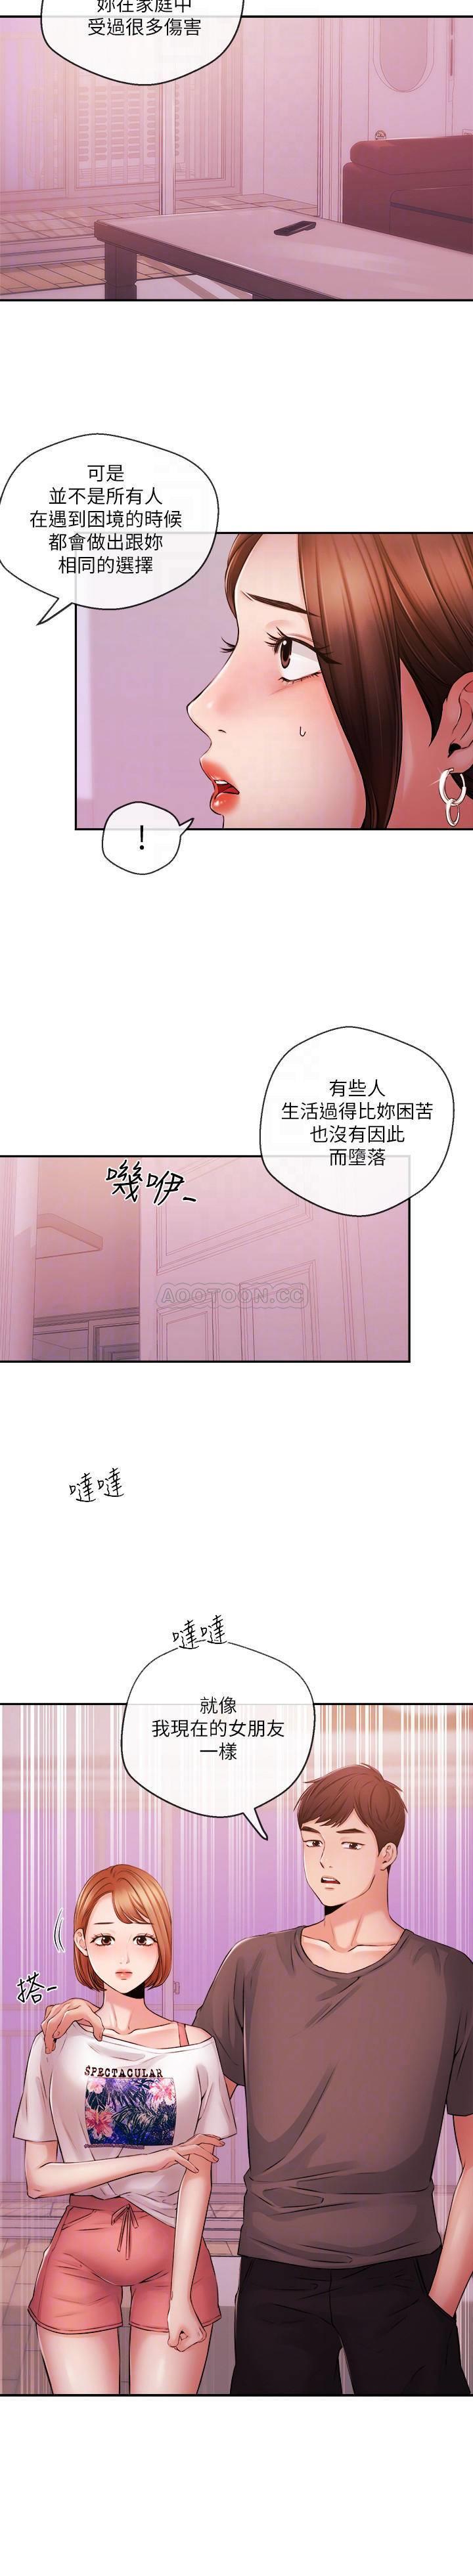 妳在家庭中
受過很多傷害
可是
並不是所有人
在遇到困境的時候
都會做出跟妳
相同的選擇
！
有些人
生活過得比妳困苦
也沒有因此
而墮落
嘰咿-
AOOTOON.CC
噠噠
噠噠
就像
我現在的女朋友
一樣
搭-
SPECTACULAR